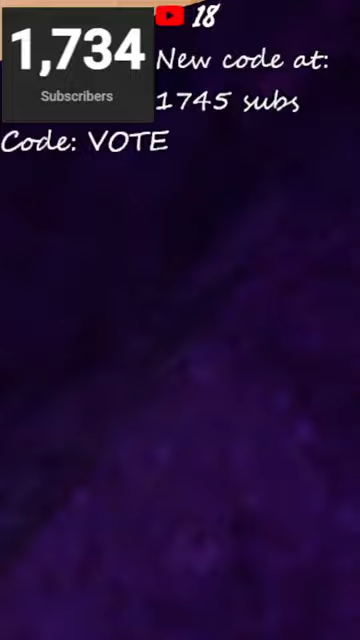 18
1,734
Subscribers
New code at:
1745 subs
Code: VOTE